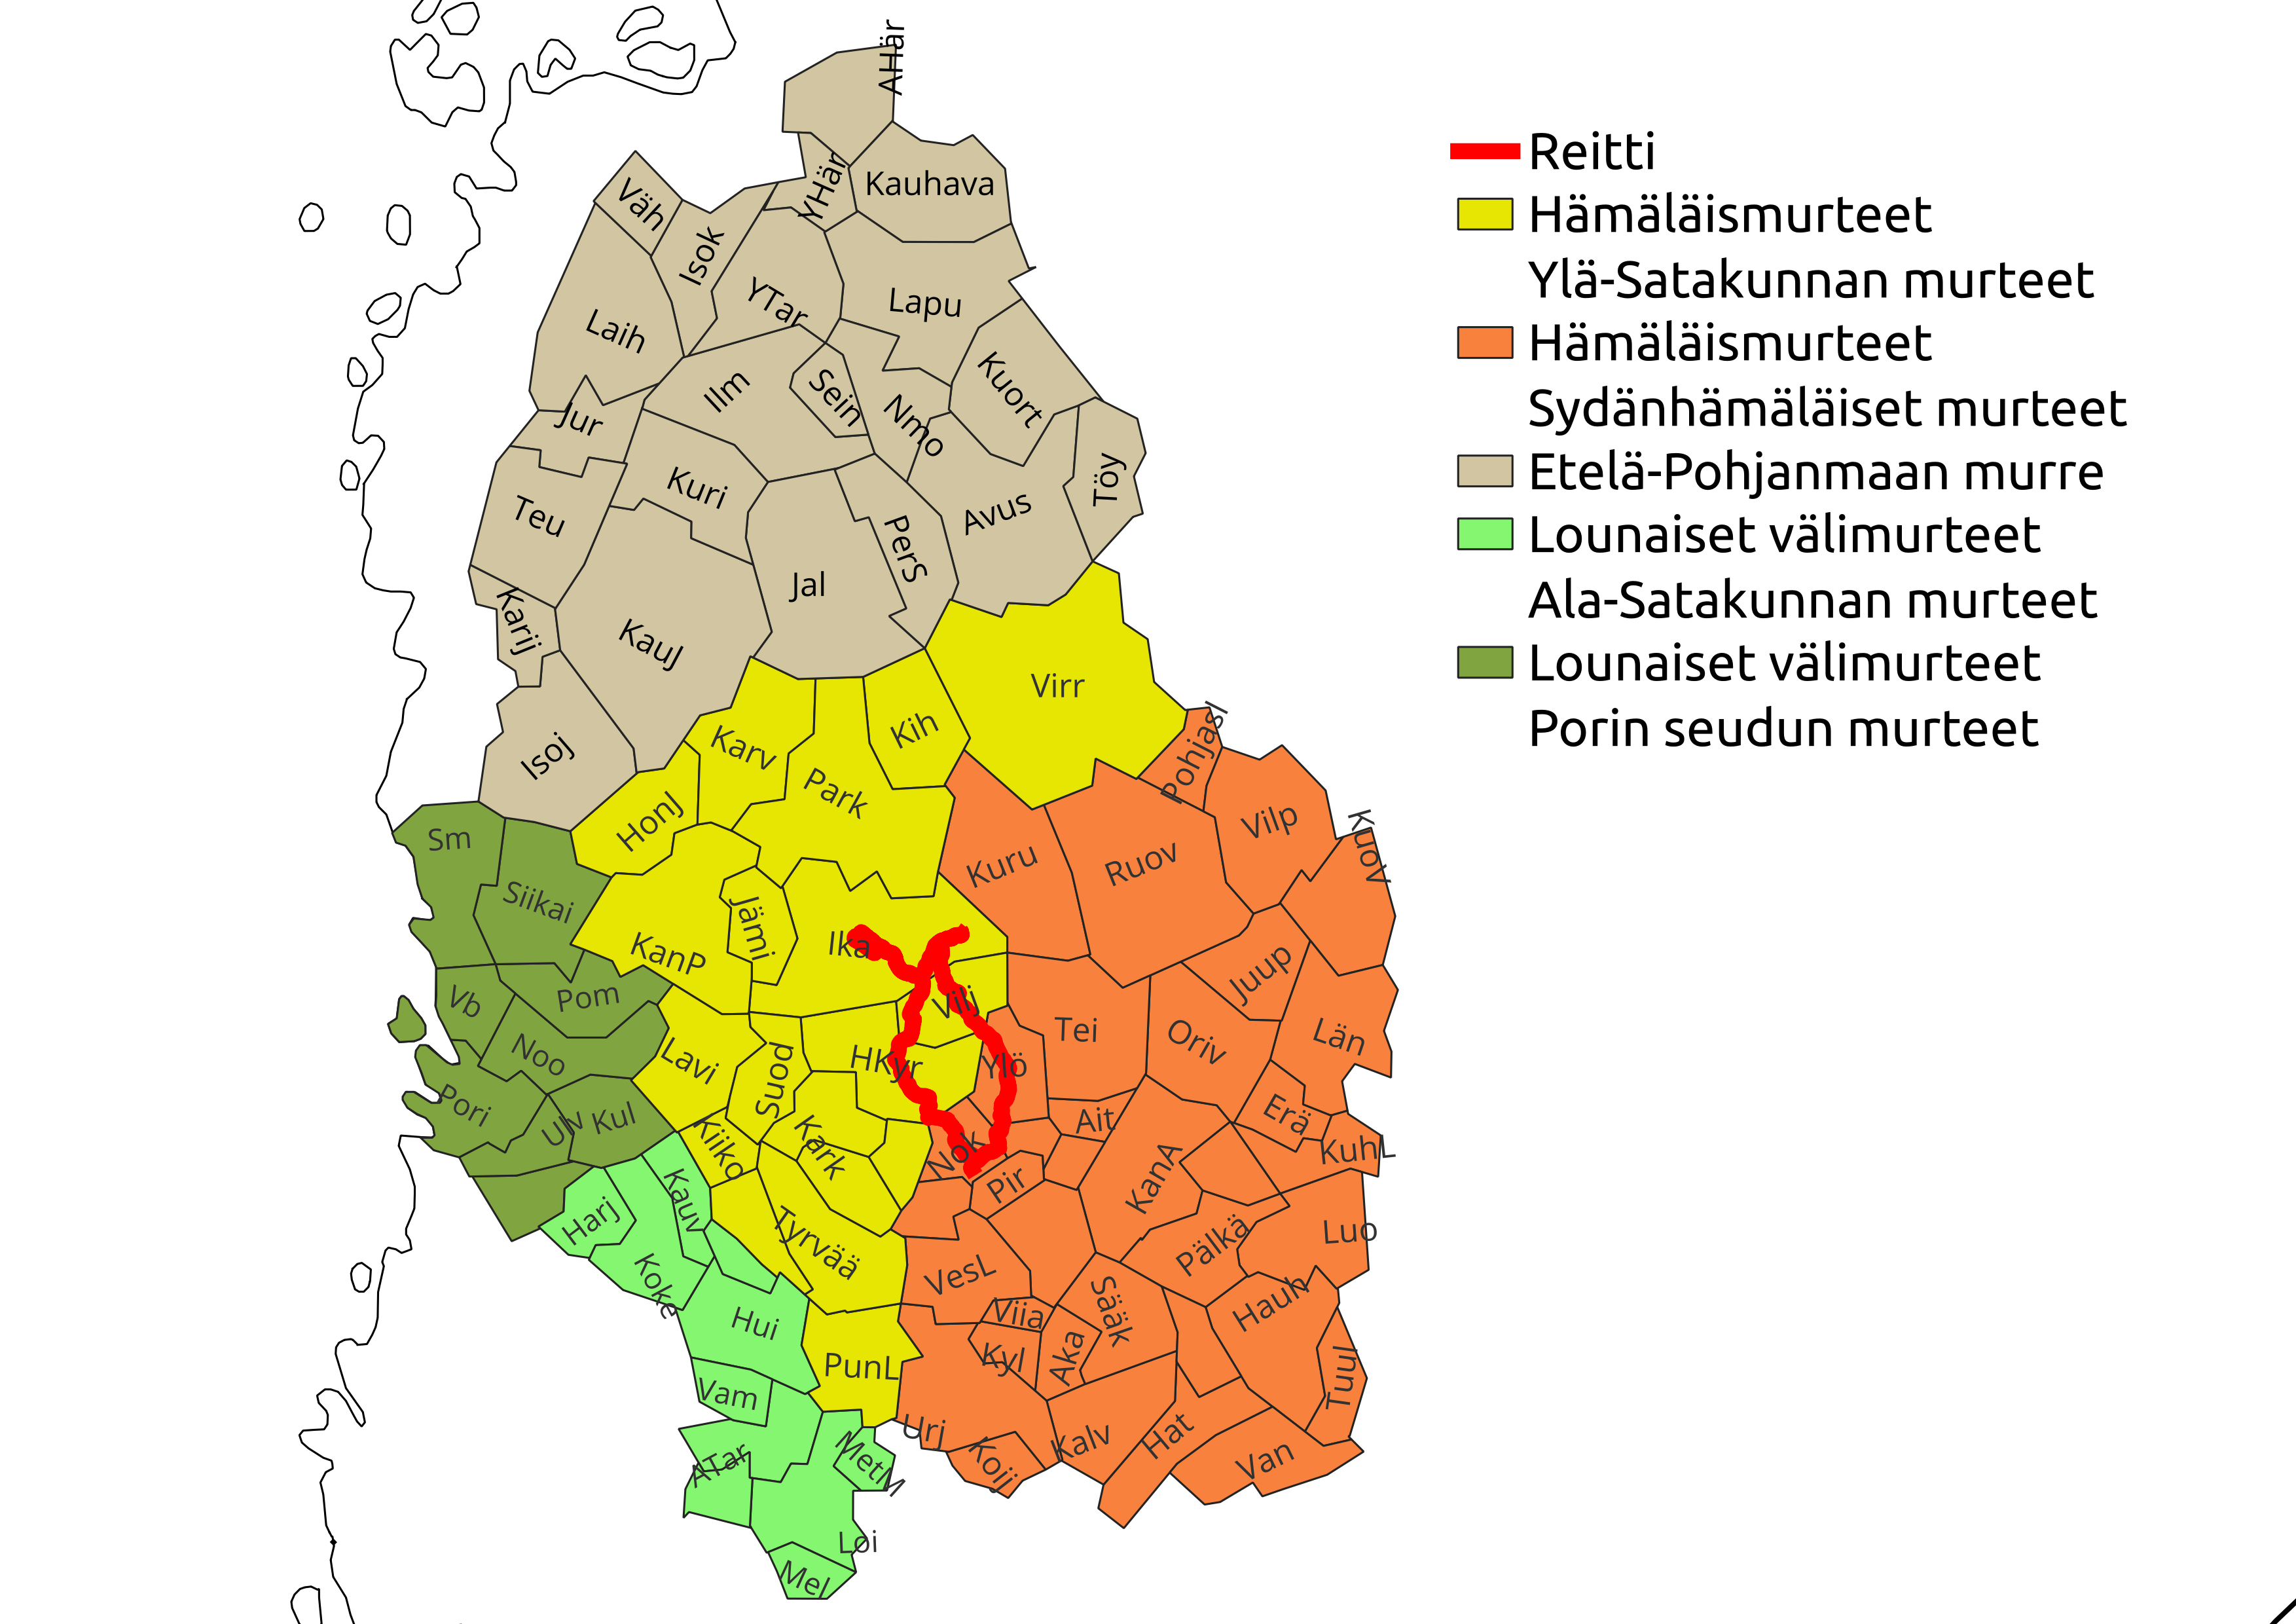 AHär
Reitti
Kauhava
YHär
Väh
Hämäläismurteet
Isok
Ylä-Satakunnan murteet
YTar
Lapu
Laih
Hämäläismurteet
Kuort
Ilm
Sein
Sydänhämäläiset murteet
Jur
Nmo
Etelä-Pohjanmaan murre
Töy
Kuri
Teu
Avus
Lounaiset välimurteet
PerS
Jal
Ala-Satakunnan murteet
Karij
KauJ
Lounaiset välimurteet
Virr
Kih
Porin seudun murteet
Karv
Isoj
PohjasI
Park
HonJ
Vilp
Sm
KuoV
Ruov
Kuru
Siikai
Jämi
Ika
KanP
Juup
Pom
Vb
Vilj
Tei
Län
Oriv
Noo
Lavi
HKyr
Ylö
Suod
Pori
UlV
Kul
Ait
Erä
Kiiko
Kark
Nok
KuhL
KanA
Pir
Kauv
Harj
Luo
Tyrvää
Pälkä
VesL
Koke
Hauh
Sääk
Viia
Hui
Kyl
Aka
PunL
Tuul
Vam
Urj
Kalv
Hat
ATar
MetM
Koij
Van
Loi
Mel